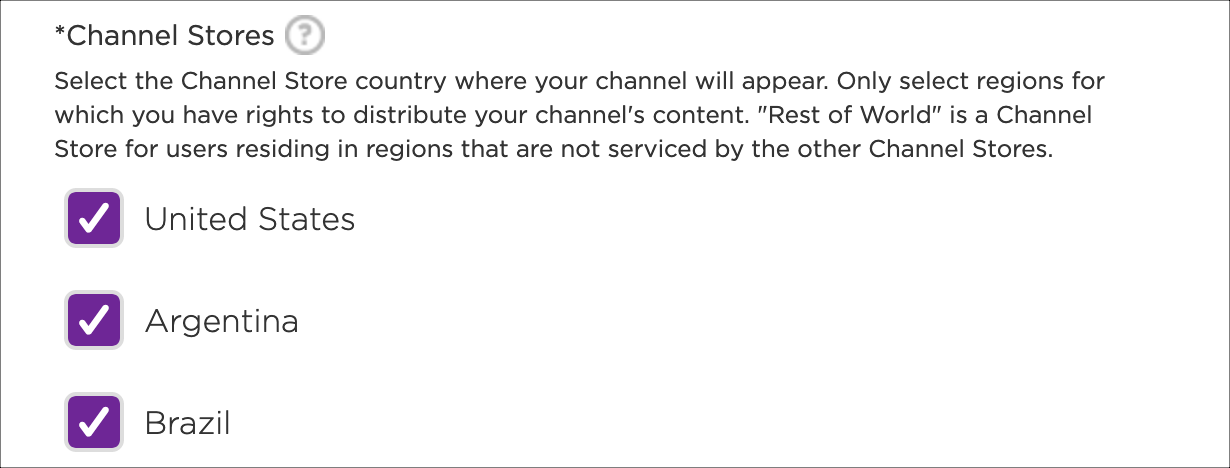 *Channel Stores ?
Select the Channel Store country where your channel will appear. Only select regions for
which you have rights to distribute your channel's content. "Rest of World" is a Channel
Store for users residing in regions that are not serviced by the other Channel Stores.
United States
Argentina
Brazil